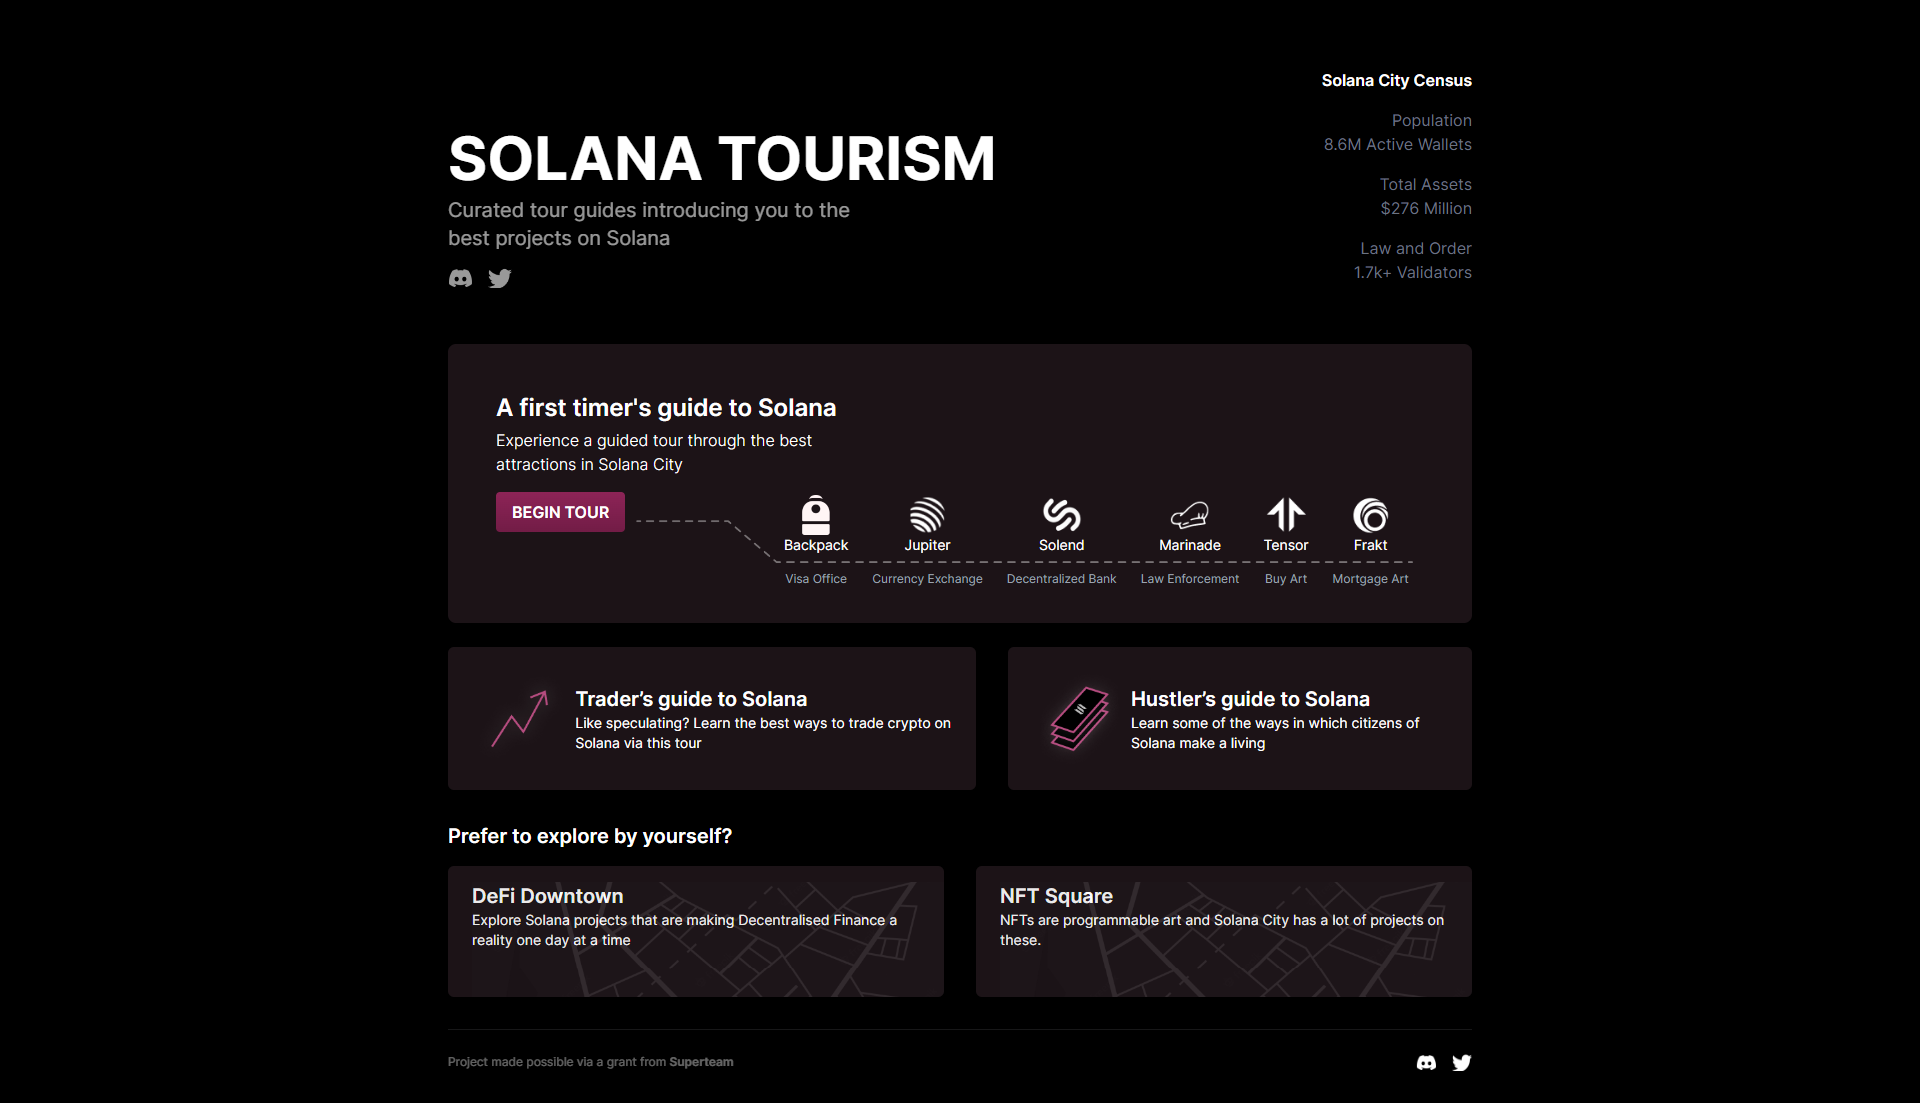 Solana City Census
Population
8.6M Active Wallets
Total Assets
$276 Million
Law and Order
1.7k+ Validators
SOLANA TOURISM
Curated tour guides introducing you to the
best projects on Solana
A first timer's guide to Solana
Experience a guided tour through the best
attractions in Solana City
BEGIN TOUR
Backpack
Jupiter
Solend
Marinade
Tensor
Frakt
Visa Office
Currency Exchange
Decentralized Bank
Law Enforcement
Buy Art
Mortgage Art
Trader’s guide to Solana
Like speculating? Learn the best ways to trade crypto on
Solana via this tour
Hustler’s guide to Solana
Learn some of the ways in which citizens of
Solana make a living
Prefer to explore by yourself?
DeFi Downtown
Explore Solana projects that are making Decentralised Finance a
reality one day at a time
NFT Square
NFTs are programmable art and Solana City has a lot of projects on
these.
Project made possible via a grant from Superteam